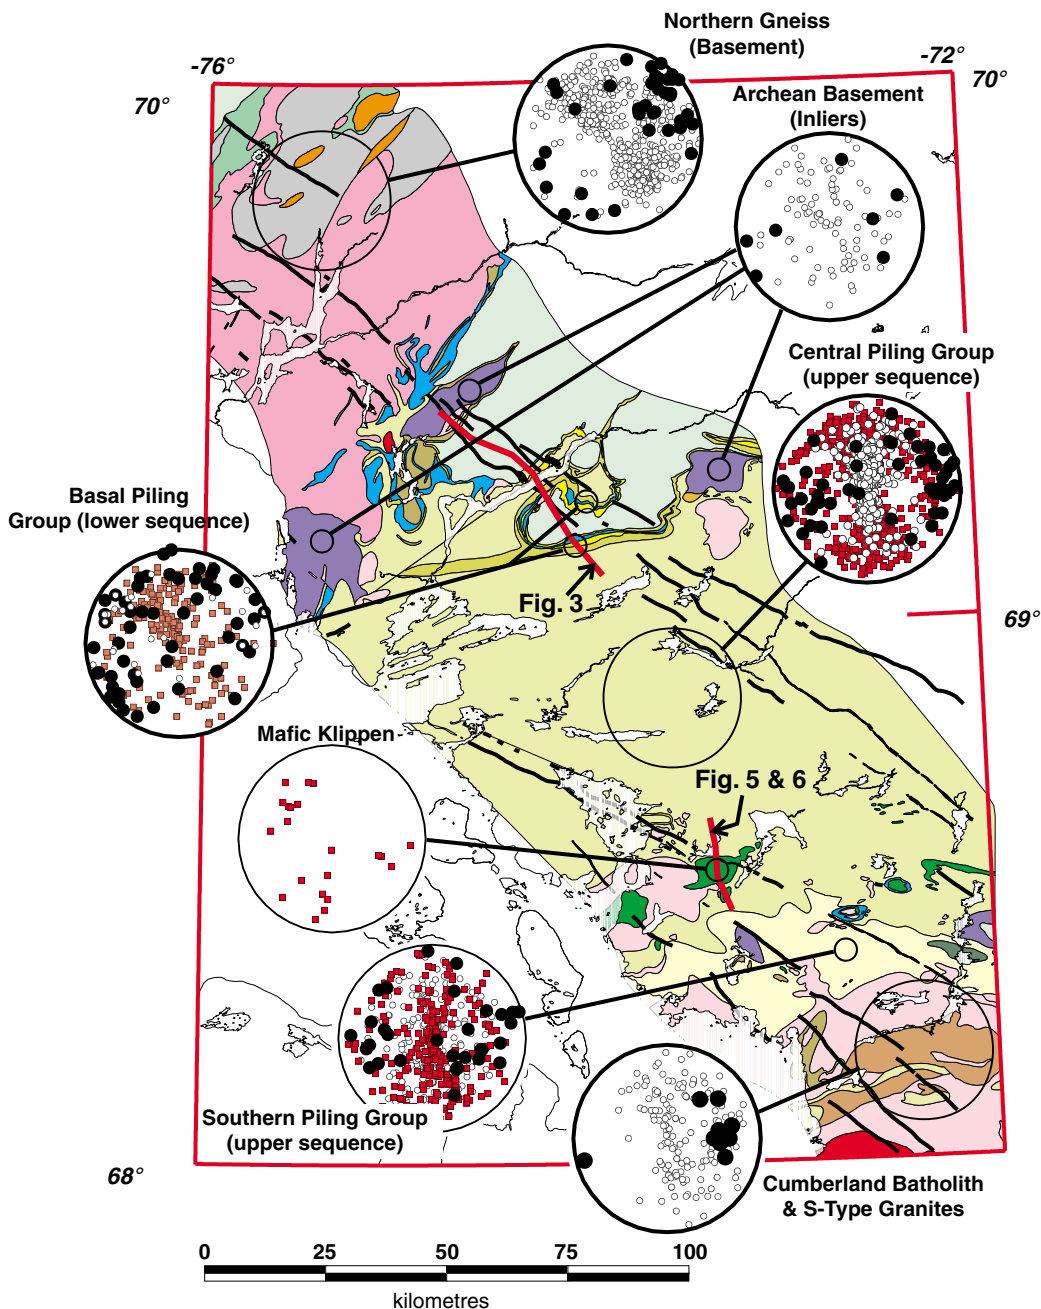 Northern Gneiss
(Basement)
-76°
-72°
70°
70°
Archean Basement
(Inliers)
Central Piling Group
(upper sequence)
Basal Piling
Group (lower sequence)
Fig. 3
69°
Mafic Klippen
Fig. 5 & 6
Southern Piling Group
(upper sequence)
68°
Cumberland Batholith
& S-Type Granites
0 25 50 75 100
kilometres